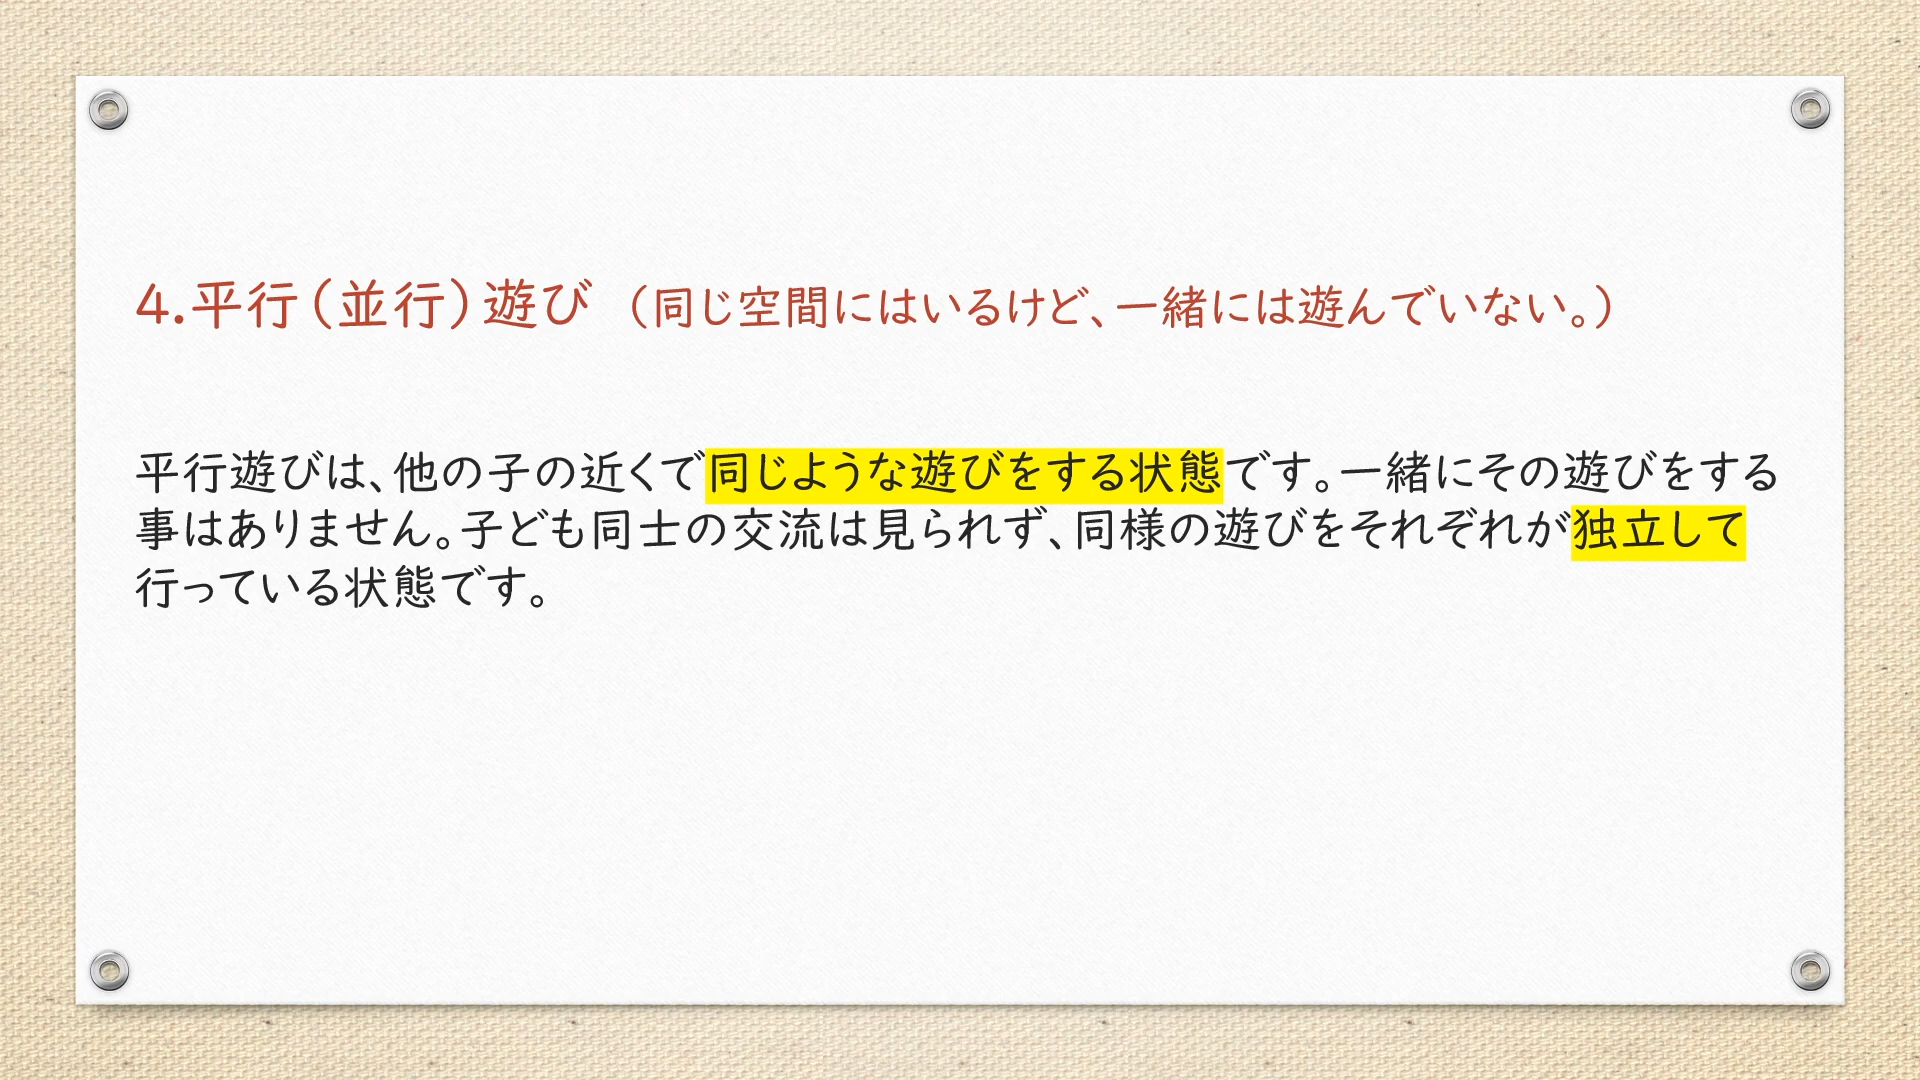 4.平行（並行）遊び （同じ空間にはいるけど、一緒には遊んでいない。）
平行遊びは、他の子の近くで同じような遊びをする状態です。一緒にその遊びをする
事はありません。子ども同士の交流は見られず、同様の遊びをそれぞれが独立して
行っている状態です。